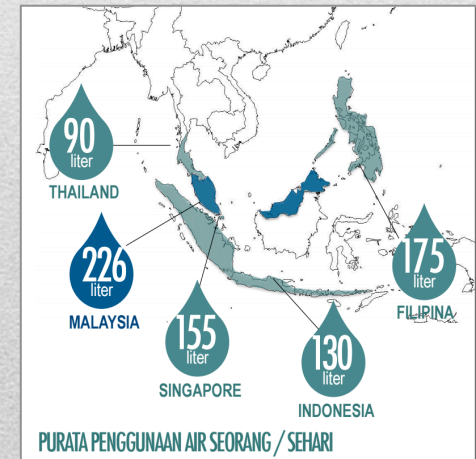 90
liter
THAILAND
226
liter
MALAYSIA
155
liter
SINGAPORE
130
liter
INDONESIA
175
liter
FILIPINA
PURATA PENGGUNAAN AIR SEORANG / SEHARI